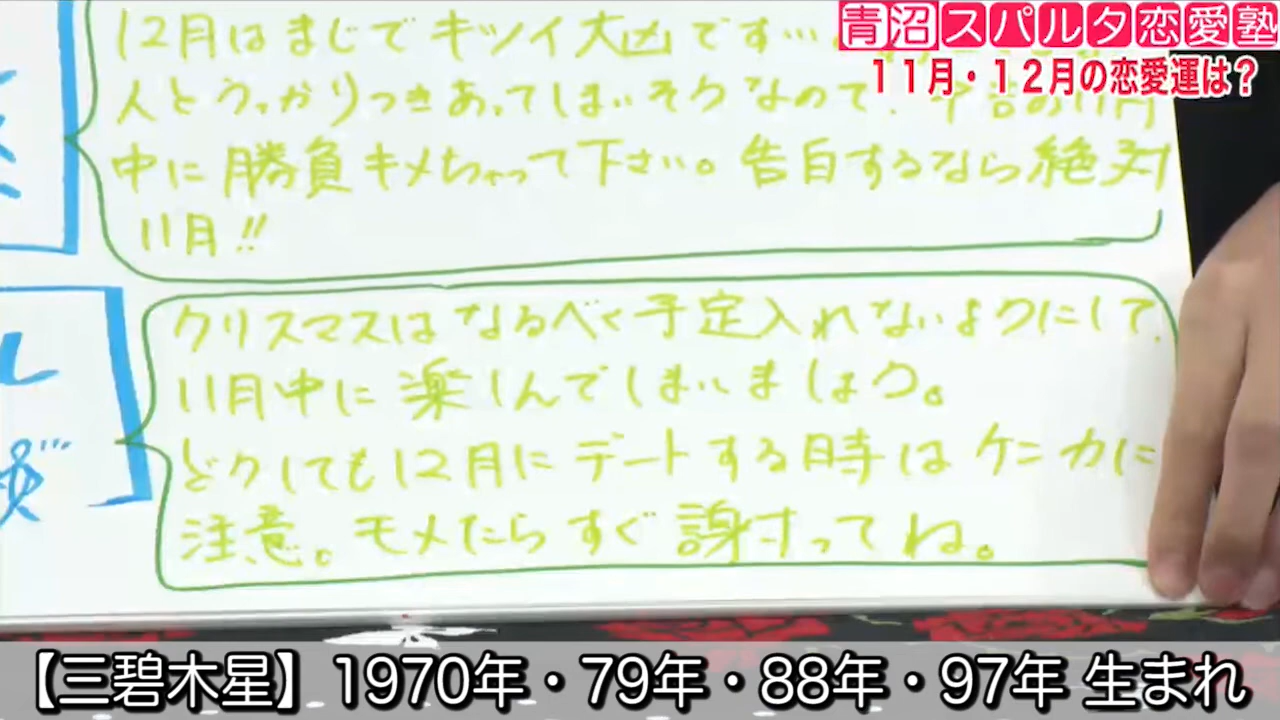 青沼スパルタ恋愛塾
11月・12月の恋愛運は?
12月はまじでキツイ大凶です…
人とうっかりつきあってしまいそうなので、
中に勝負キメちゃって下さい。告白するなら絶対
11月!!
クリスマスはなるべく予定入れないようにして、
11月中に楽しんでしまいましょう。
どうしても12月にデートする時はケンカに
注意。モメたらすぐ謝ってね。
【三碧木星】1970年・79年・88年・97年 生まれ